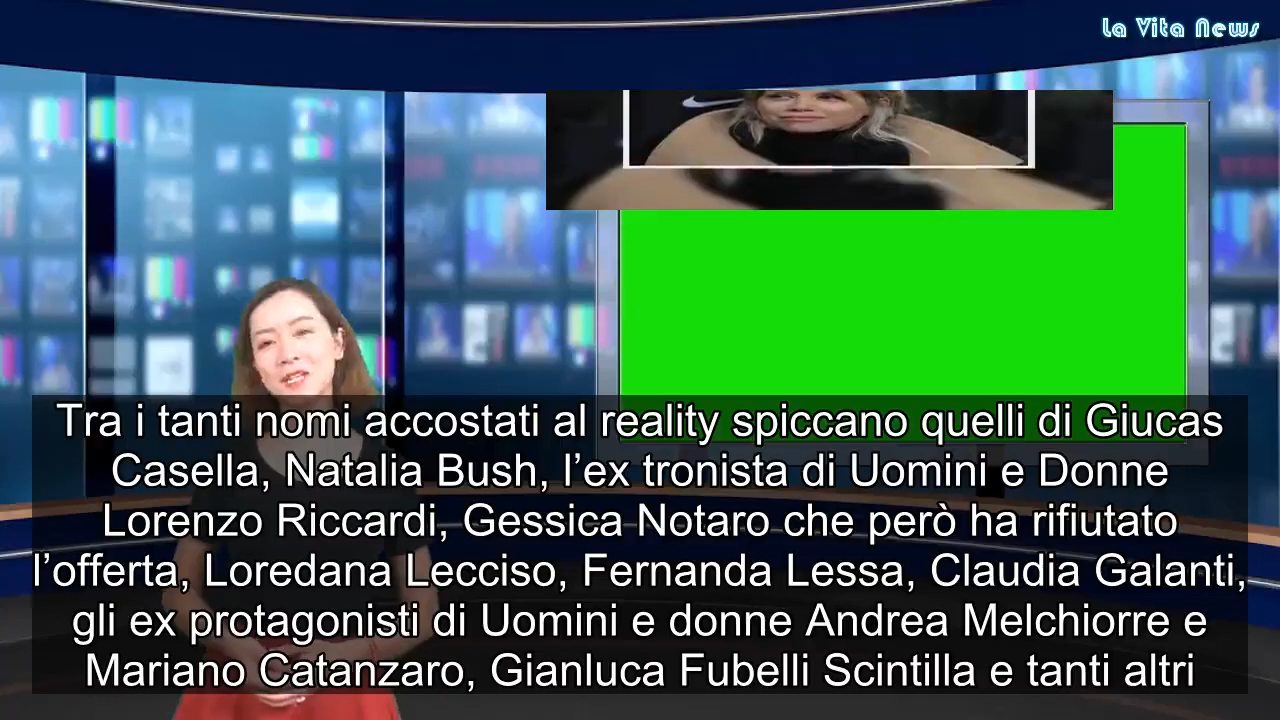 La Vita News
Tra i tanti nomi accostati al reality spiccano quelli di Giucas
Casella, Natalia Bush, l’ex tronista di Uomini e Donne
Lorenzo Riccardi, Gessica Notaro che però ha rifiutato
l’offerta, Loredana Lecciso, Fernanda Lessa, Claudia Galanti,
gli ex protagonisti di Uomini e donne Andrea Melchiorre e
Mariano Catanzaro, Gianluca Fubelli Scintilla e tanti altri